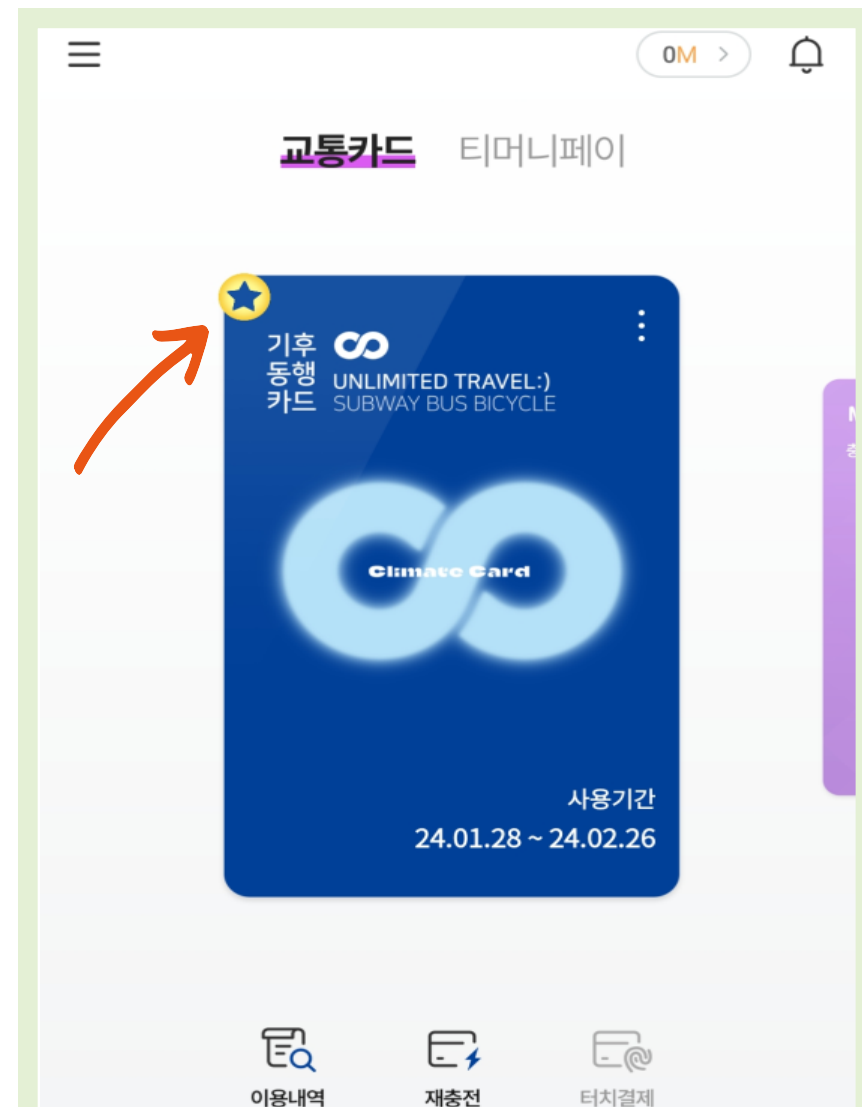 0M >
교통카드 티머니페이
기후
동행
카드
UNLIMITED TRAVEL:)
SUBWAY BUS BICYCLE
Climate Card
사용기간
24.01.28 ~ 24.02.26
이용내역 재충전 터치결제